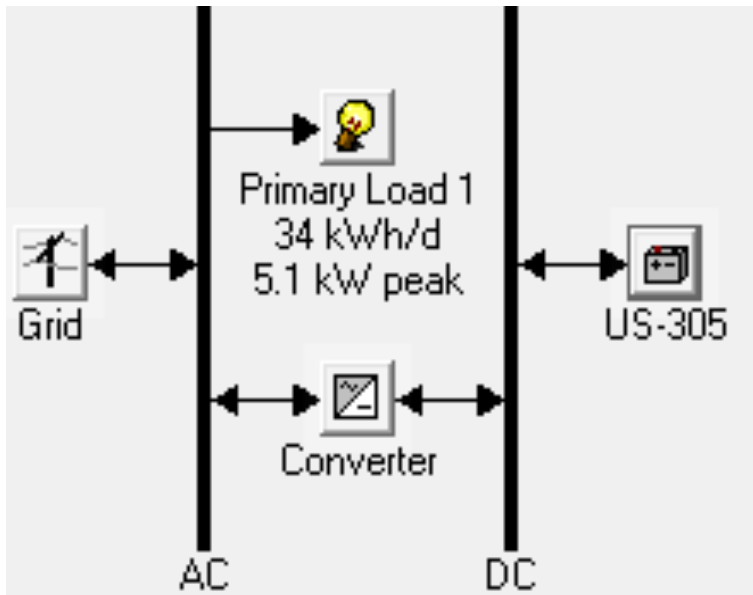 Primary Load 1
34 kWh/d
5.1 kW peak
Grid
US-305
Converter
AC
DC